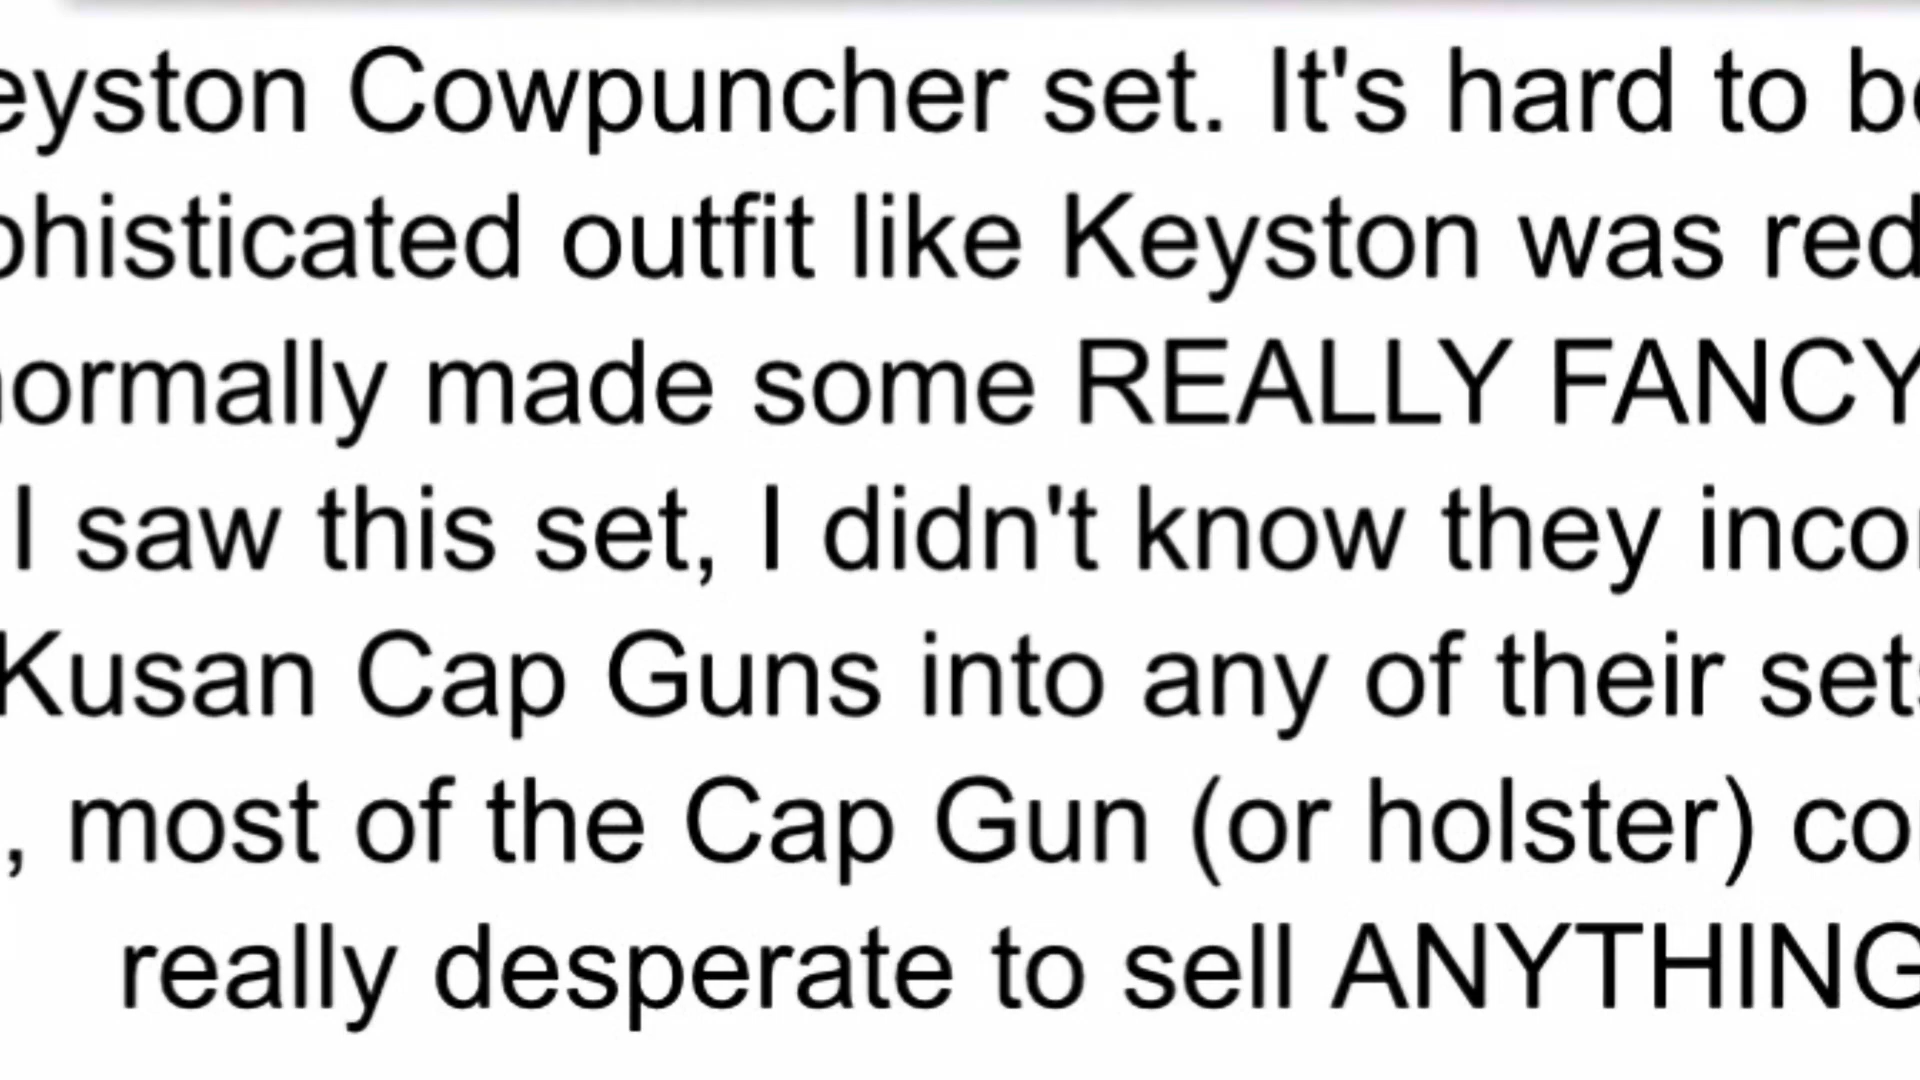 eyston Cowpuncher set. It's hard to be
phisticated outfit like Keyston was red
normally made some REALLY FANCY
I saw this set, I didn't know they incor
Kusan Cap Guns into any of their sets
, most of the Cap Gun (or holster) co
really desperate to sell ANYTHING